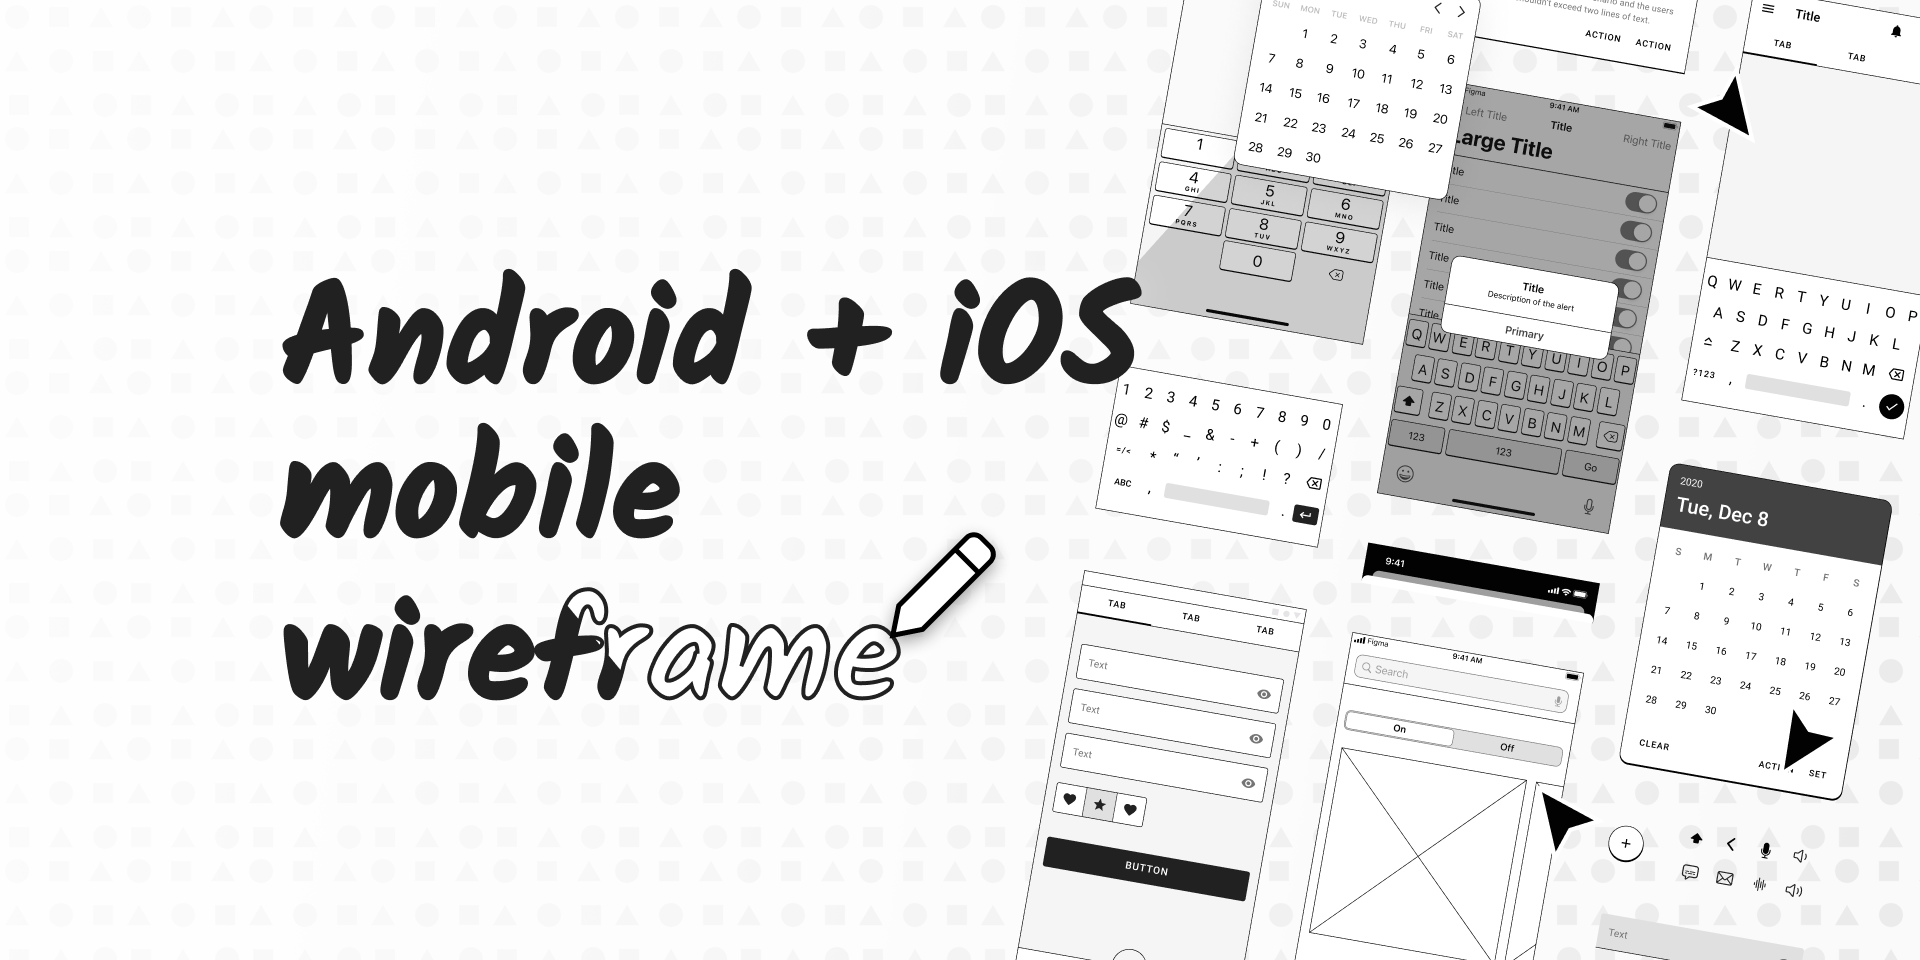 Android + iOS
mobile
wireframe
SUN MON TUE WED THU FRI SAT
1 2 3 4 5 6
7 8 9 10 11 12 13
14 15 16 17 18 19 20
21 22 23 24 25 26 27
28 29 30
1
4
GHI
5
JKL
6
MNO
7
PQRS
8
TUV
9
WXYZ
0
and the users
exceed two lines of text.
ACTION ACTION
Title
TAB TAB
9:41 AM
Left Title Title Right Title
Large Title
Title
Title
Title
Title
Title
Description of the alert
Primary
Q W E R T Y U I O P
A S D F G H J K L
Z X C V B N M
123 123 Go
Q W E R T Y U I O P
A S D F G H J K L
Z X C V B N M
?123 , .
1 2 3 4 5 6 7 8 9 0
@ # $ _ & - + ( ) /
=/< * " ' : ; ! ?
ABC , .
2020
Tue, Dec 8
S M T W T F S
1 2 3 4 5 6
7 8 9 10 11 12 13
14 15 16 17 18 19 20
21 22 23 24 25 26 27
28 29 30
CLEAR SET
9:41
TAB TAB TAB
Text
Text
Text
BUTTON
Figma 9:41 AM
Search
On Off
Text